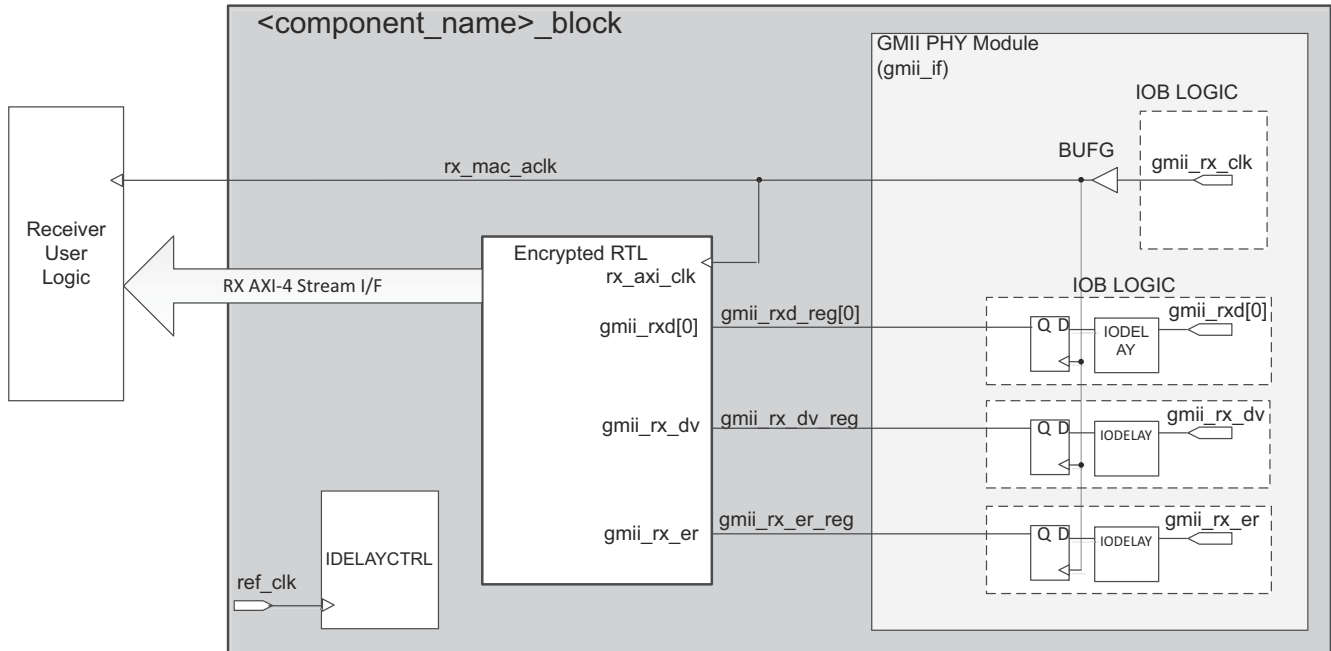 <component_name>_block
GMII PHY Module
(gmii_if)
IOB LOGIC
BUFG
gmii_rx_clk
rx_mac_aclk
Receiver
User
Logic
Encrypted RTL
rx_axi_clk
RX AXI-4 Stream I/F
IOB LOGIC
gmii_rxd[0]
gmii_rxd_reg[0]
Q D
IODEL
AY
gmii_rxd[0]
gmii_rx_dv
gmii_rx_dv_reg
Q D
IODELAY
gmii_rx_dv
gmii_rx_er
gmii_rx_er_reg
Q D
IODELAY
gmii_rx_er
IDELAYCTRL
ref_clk